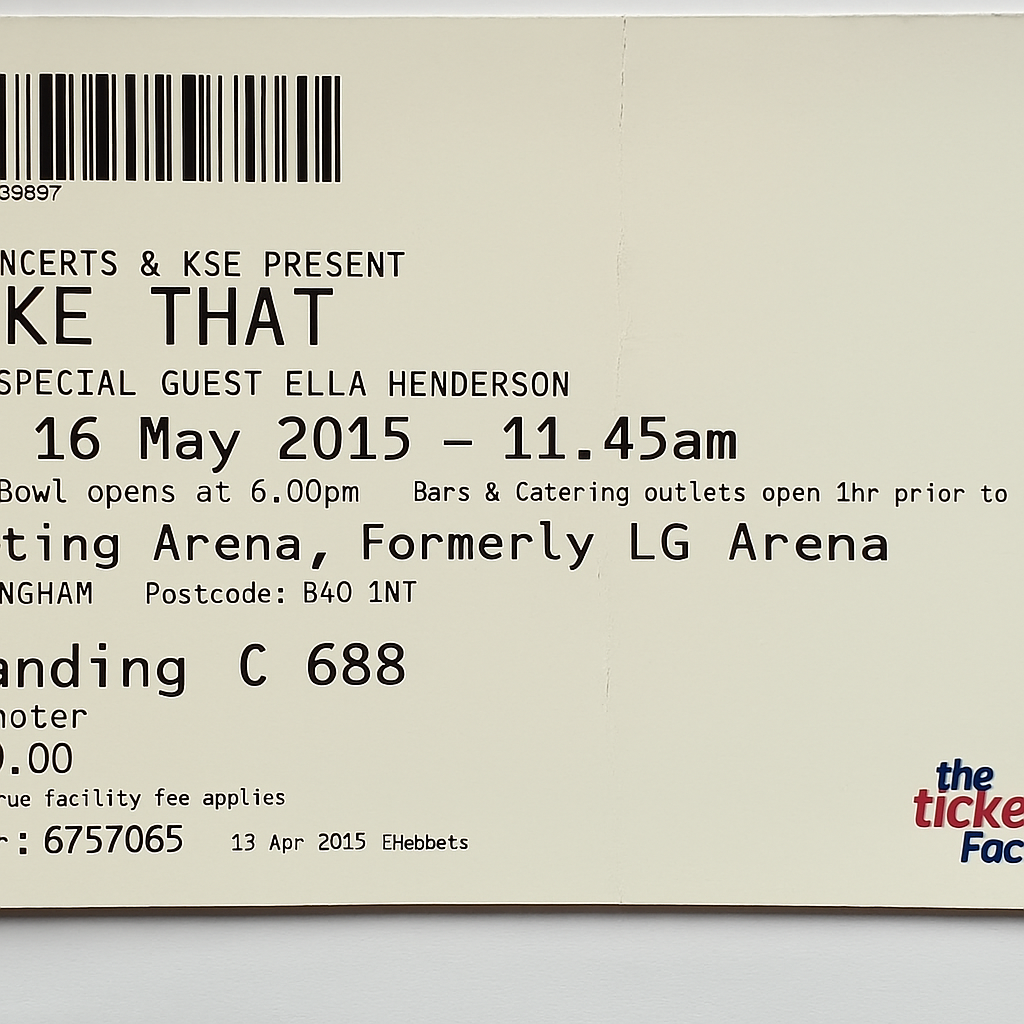 39897
NCERTS & KSE PRESENT
KE THAT
SPECIAL GUEST ELLA HENDERSON
16 May 2015 – 11.45am
Bowl opens at 6.00pm Bars & Catering outlets open 1hr prior to
ting Arena, Formerly LG Arena
NGHAM Postcode: B40 1NT
anding C 688
moter
0.00
rue facility fee applies
r: 6757065 13 Apr 2015 EHebbets
the
ticke
Fac